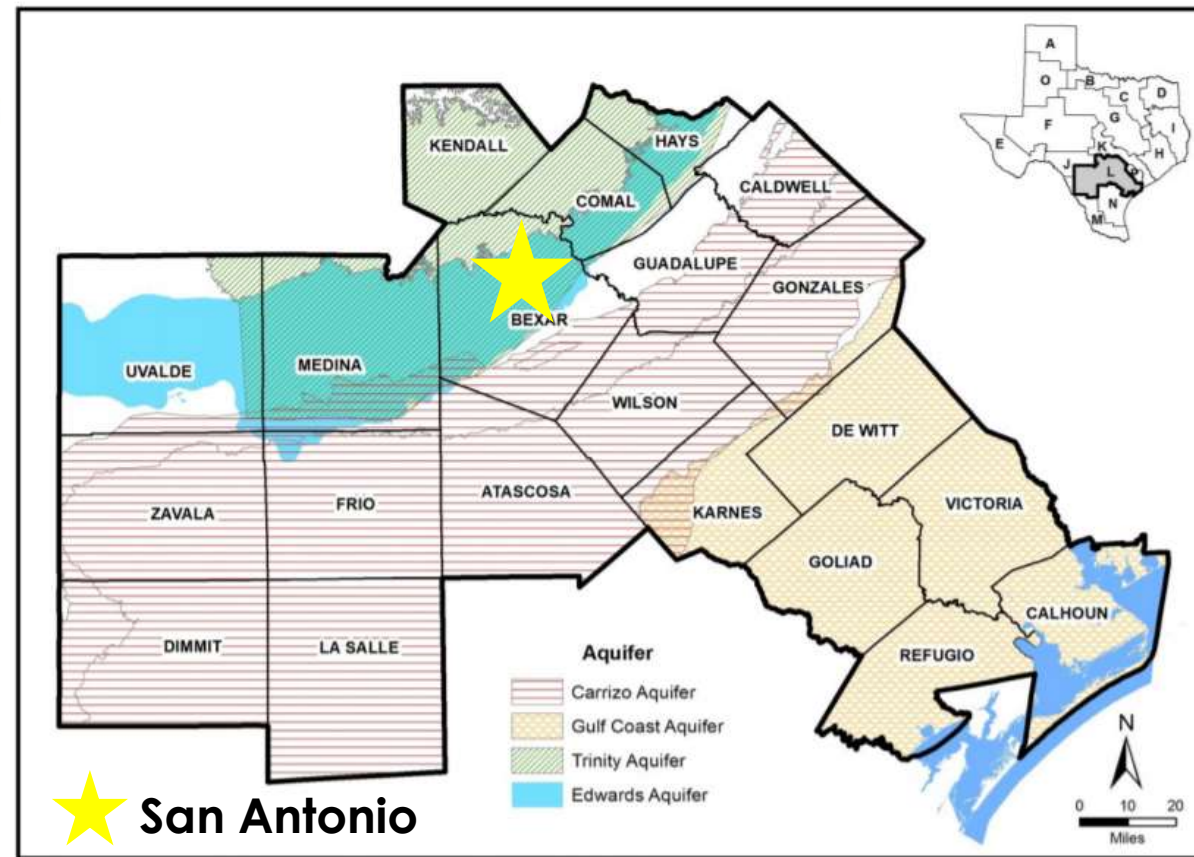 KENDALL
HAYS
COMAL
CALDWELL
GUADALUPE
GONZALES
BEXAR
UVALDE
MEDINA
WILSON
DE WITT
ZAVALA
FRIO
ATASCOSA
KARNES
VICTORIA
GOLIAD
CALHOUN
DIMMIT
LA SALLE
REFUGIO
A
O
B
C
D
F
G
I
E
K
H
J
L
P
N
M
Aquifer
Carrizo Aquifer
Gulf Coast Aquifer
Trinity Aquifer
Edwards Aquifer
N
0 10 20
Miles
San Antonio